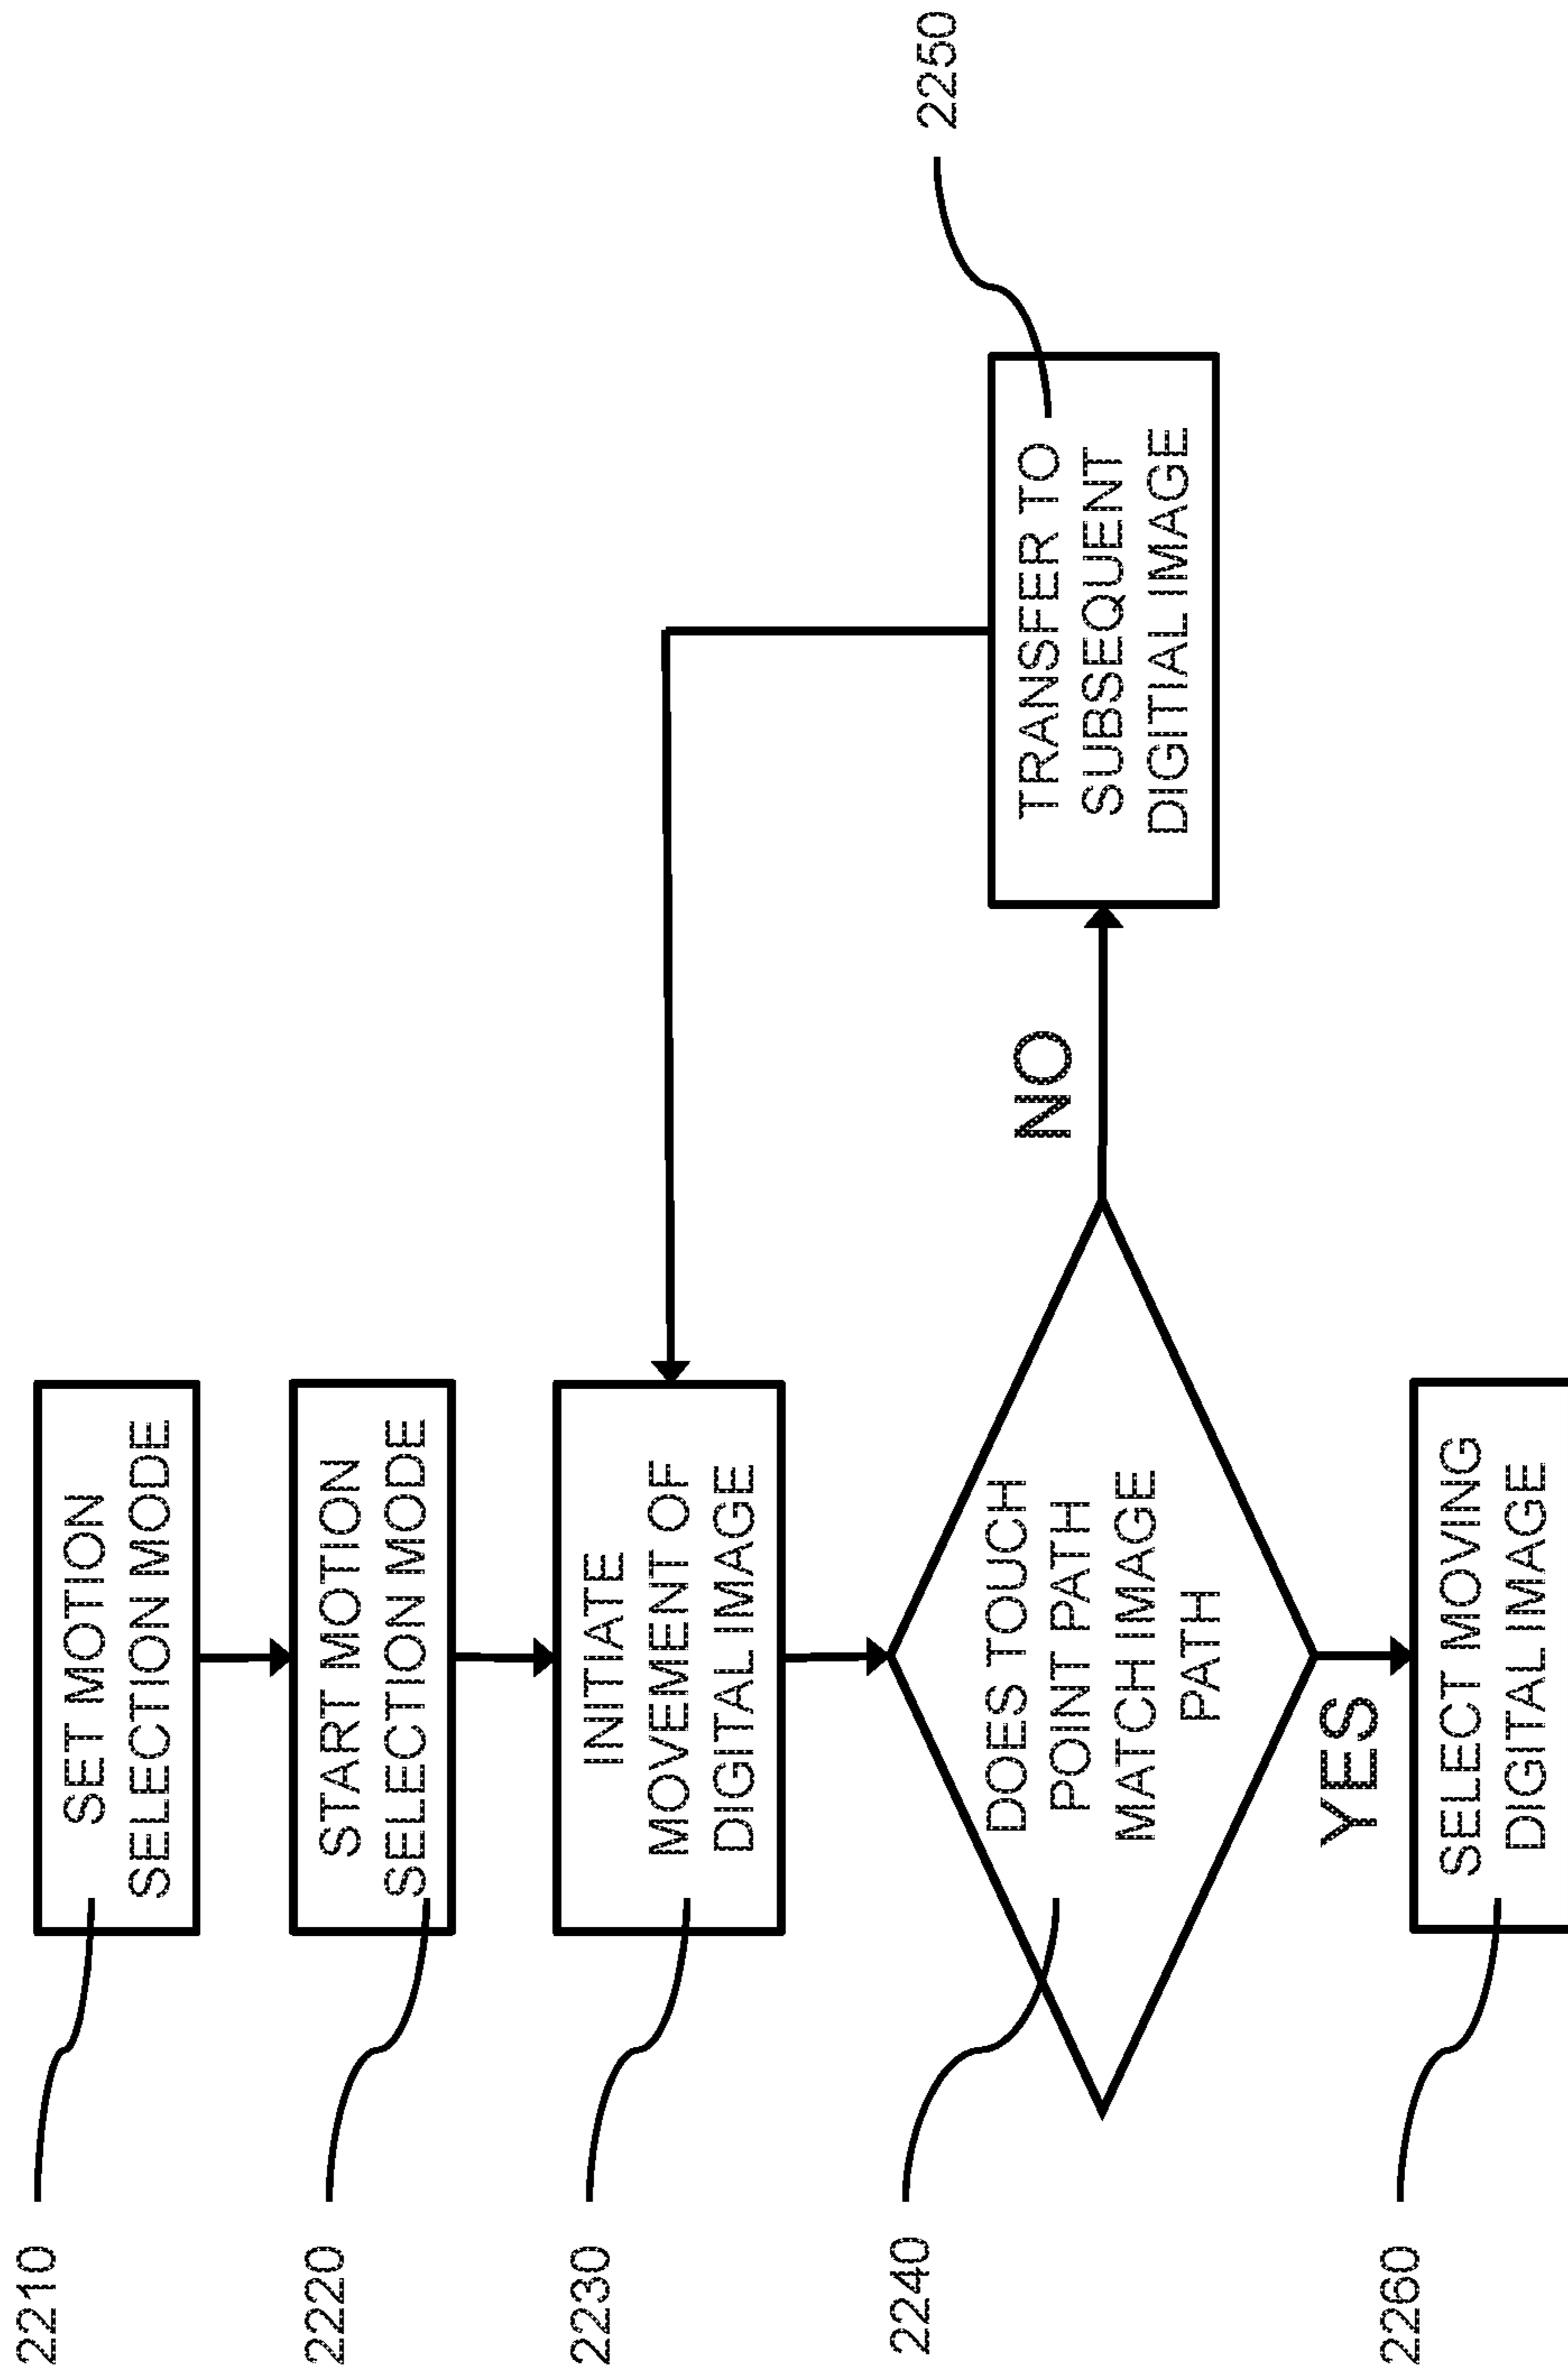 2210
SET MOTION
SELECTION MODE
2220
START MOTION
SELECTION MODE
2230
INITIATE
MOVEMENT OF
DIGITAL IMAGE
2240
DOES TOUCH
POINT PATH
MATCH IMAGE
PATH
NO
2250
TRANSFER TO
SUBSEQUENT
DIGITIAL IMAGE
YES
2260
SELECT MOVING
DIGITAL IMAGE